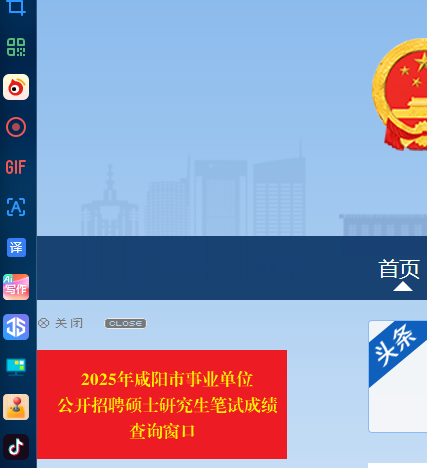 GIF
译
Ai
写作
首页
关闭 CLOSE
头条
2025年咸阳市事业单位
公开招聘硕士研究生笔试成绩
查询窗口